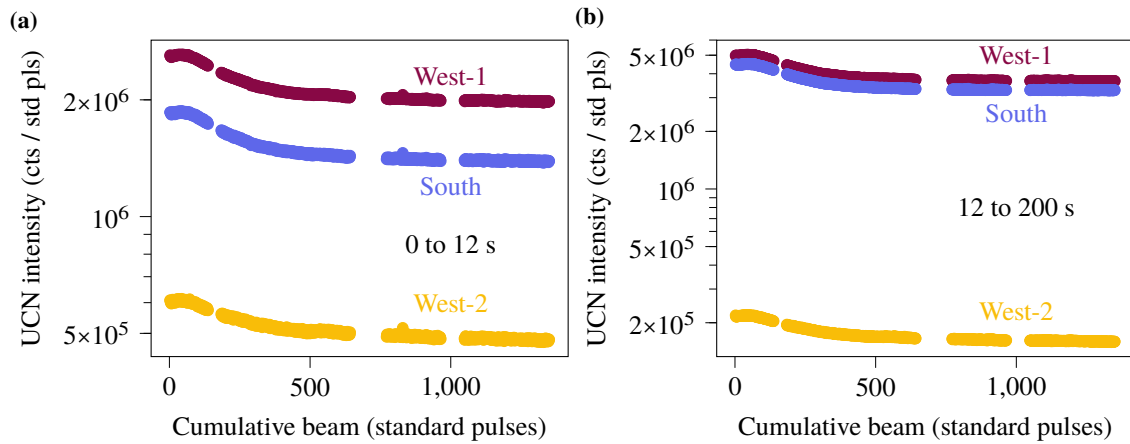 (a)
UCN intensity (cts / std pls)
2×10⁶
10⁶
5×10⁵
West-1
South
0 to 12 s
West-2
0
500
1,000
Cumulative beam (standard pulses)
(b)
UCN intensity (cts / std pls)
5×10⁶
2×10⁶
10⁶
5×10⁵
2×10⁵
West-1
South
12 to 200 s
West-2
0
500
1,000
Cumulative beam (standard pulses)